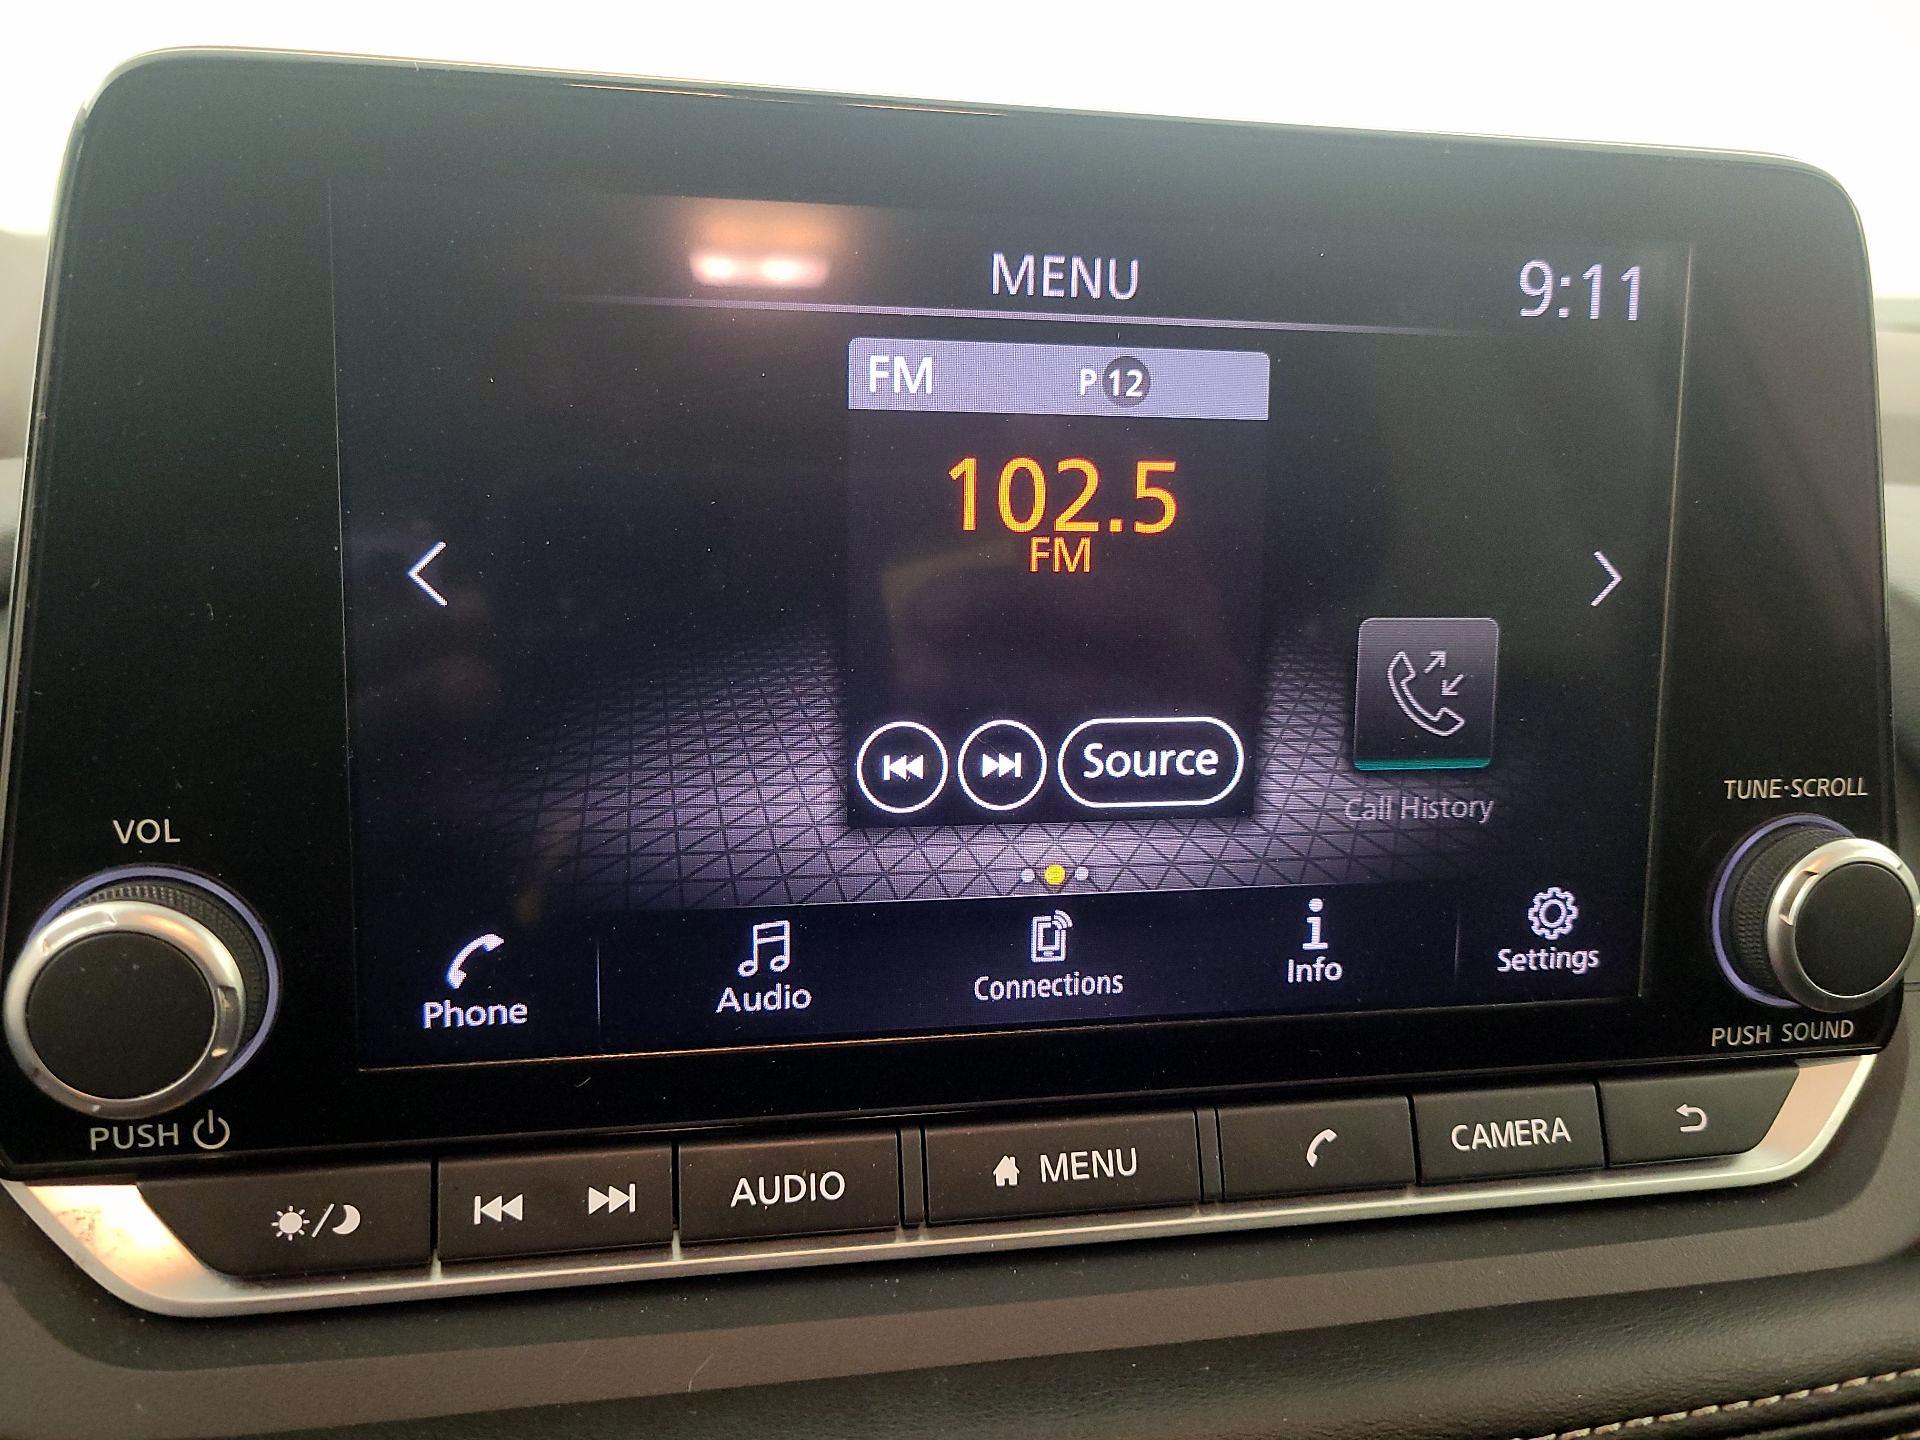 MENU
9:11
FM P 12
102.5
FM
Source
Call History
VOL
TUNE·SCROLL
Phone
Audio
Connections
Info
Settings
PUSH
PUSH SOUND
AUDIO
MENU
CAMERA